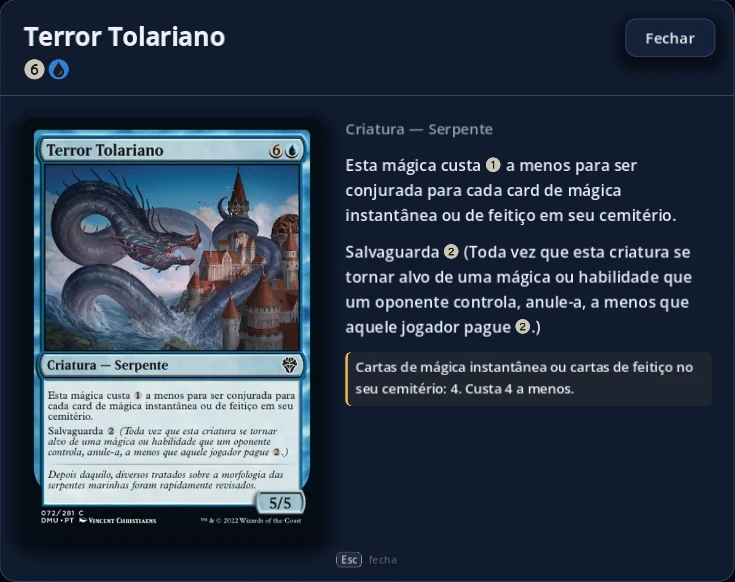 Terror Tolariano
6
Fechar
Terror Tolariano 6
Criatura — Serpente
Esta mágica custa 1 a menos para ser conjurada para
cada card de mágica instantânea ou de feitiço em seu
cemitério.
Salvaguarda 2 (Toda vez que esta criatura se tornar
alvo de uma mágica ou habilidade que um oponente
controla, anule-a, a menos que aquele jogador pague 2.)
Depois daquilo, diversos tratados sobre a morfologia das
serpentes marinhas foram rapidamente revisados.
5/5
072/281 C
DMU • PT Vincent Christiaens
™ & © 2022 Wizards of the Coast
Criatura — Serpente
Esta mágica custa 1 a menos para ser
conjurada para cada card de mágica
instantânea ou de feitiço em seu cemitério.
Salvaguarda 2 (Toda vez que esta criatura se
tornar alvo de uma mágica ou habilidade que
um oponente controla, anule-a, a menos que
aquele jogador pague 2.)
Cartas de mágica instantânea ou cartas de feitiço no
seu cemitério: 4. Custa 4 a menos.
Esc fecha